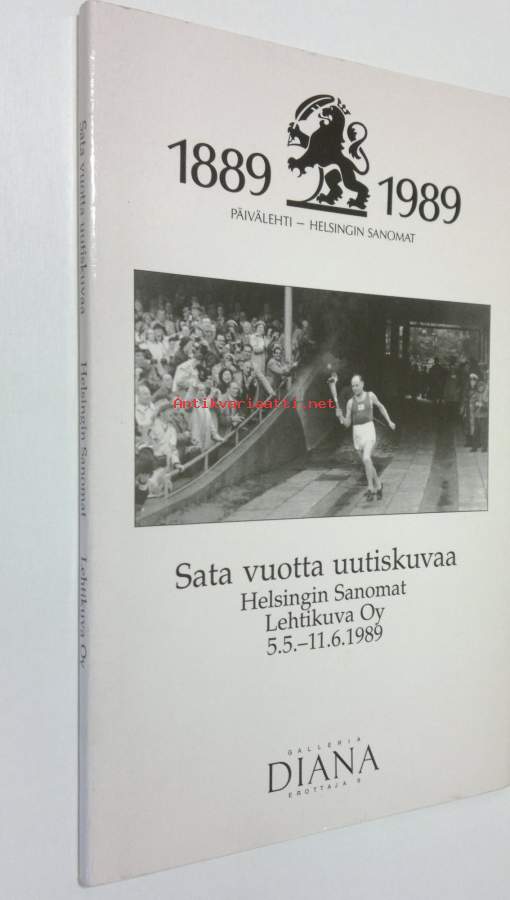 1889 1989
PÄIVÄLEHTI – HELSINGIN SANOMAT
Antikvariaatti.net
Sata vuotta uutiskuvaa
Helsingin Sanomat
Lehtikuva Oy
5.5.–11.6.1989
GALLERIA
DIANA
EROTTAJA 9
Sata vuotta uutiskuvaa Helsingin Sanomat Lehtikuva Oy